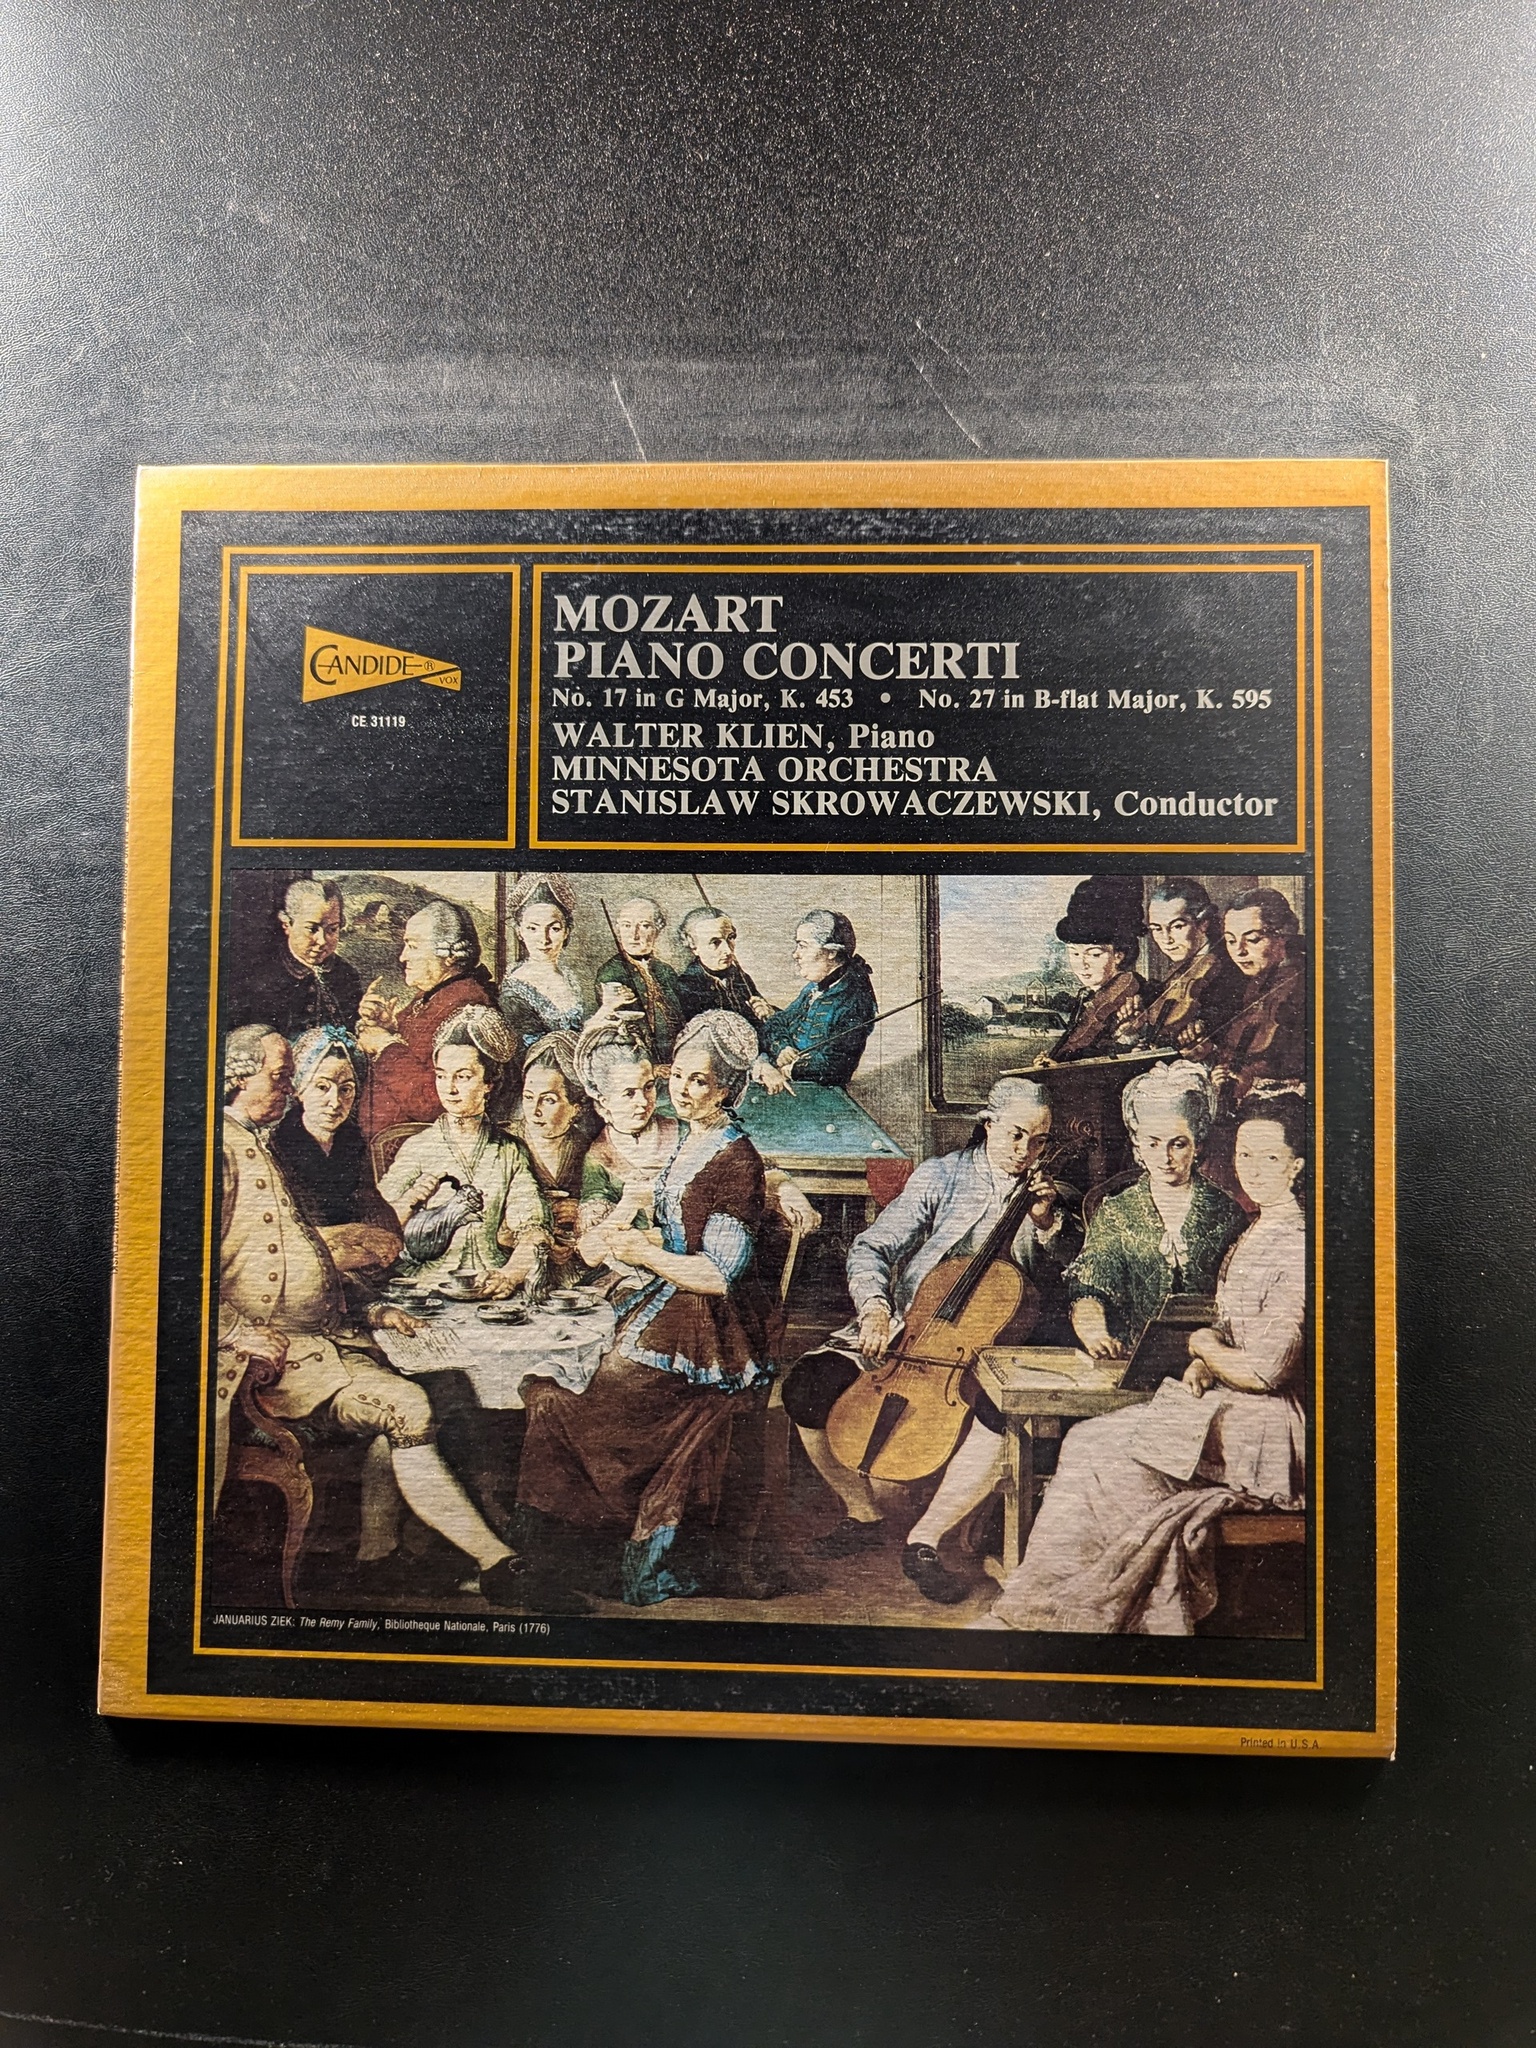 CANDIDE®
VOX
CE 31119
MOZART
PIANO CONCERTI
No. 17 in G Major, K. 453 • No. 27 in B-flat Major, K. 595
WALTER KLIEN, Piano
MINNESOTA ORCHESTRA
STANISLAW SKROWACZEWSKI, Conductor
JANUARIUS ZIEK: The Remy Family, Bibliotheque Nationale, Paris (1776)
Printed in U.S.A.